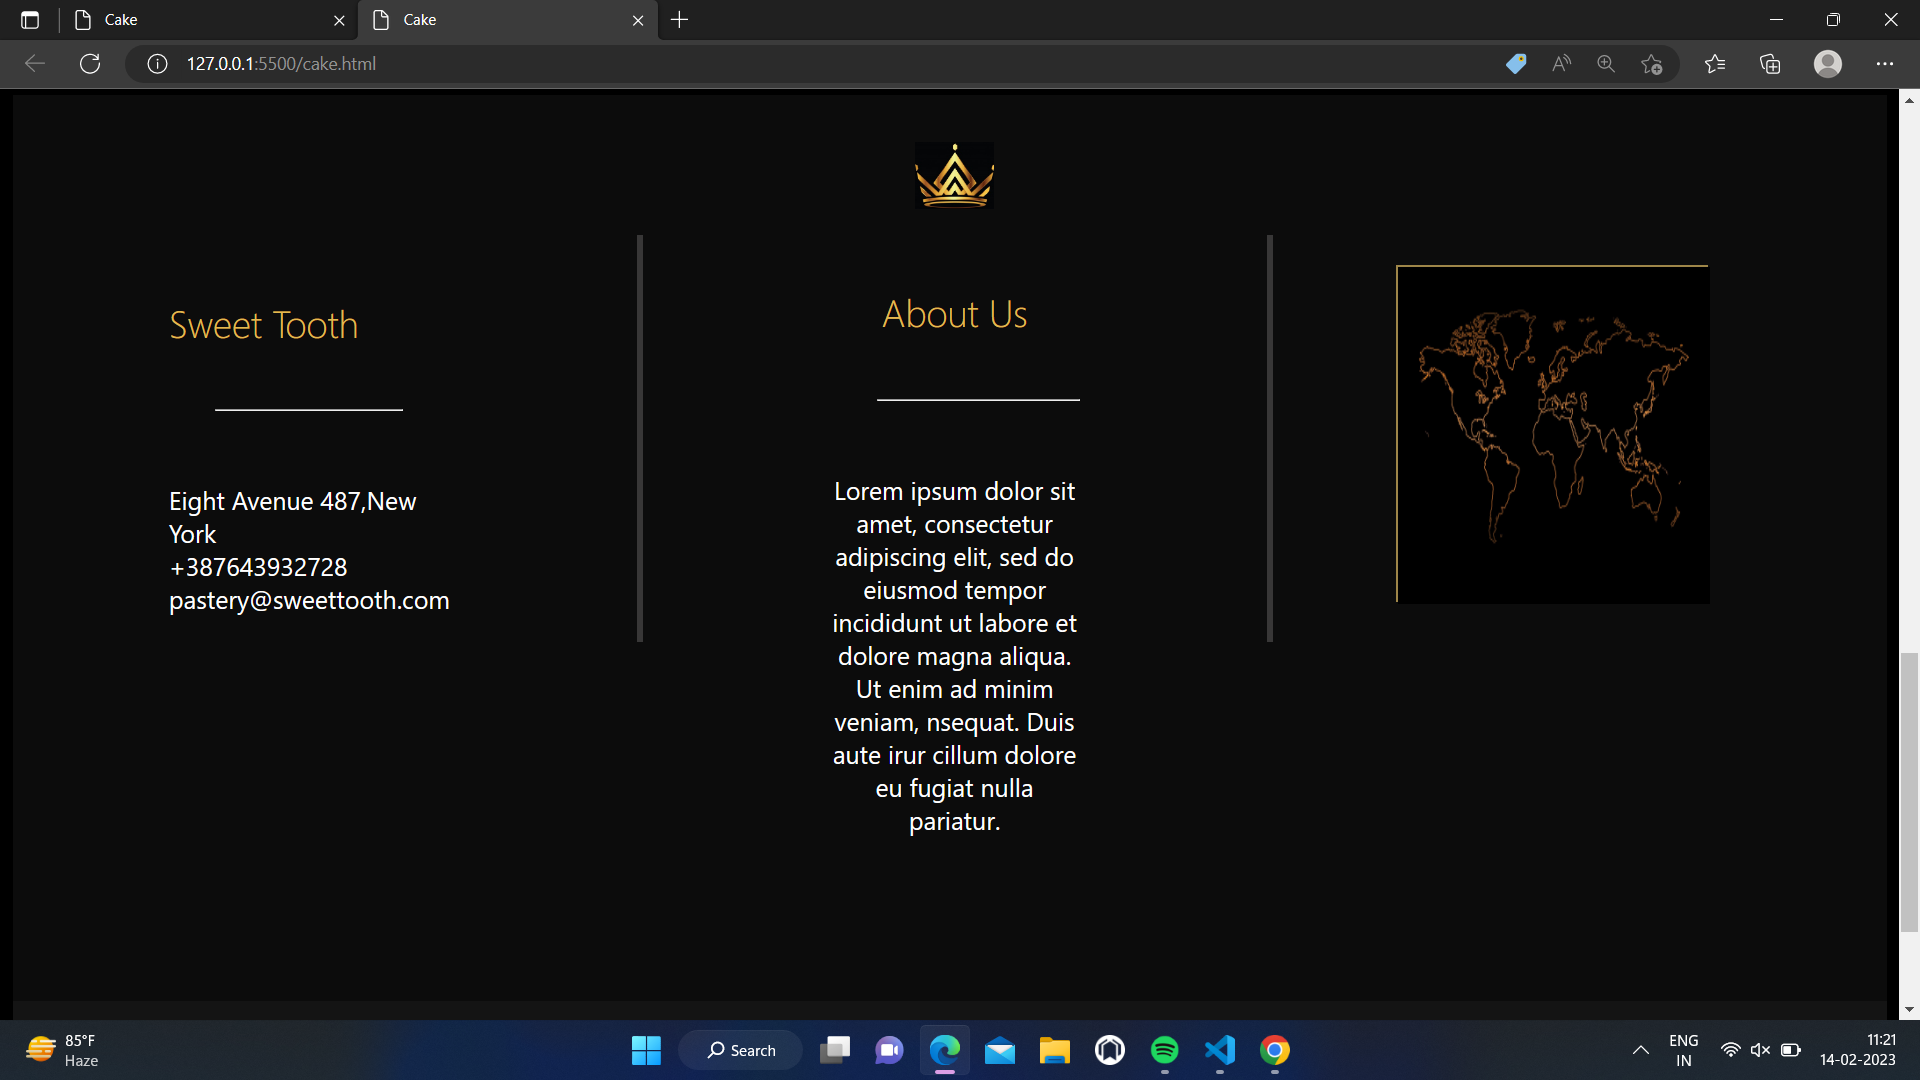 Cake
Cake
127.0.0.1:5500/cake.html
Sweet Tooth
Eight Avenue 487,New
York
+387643932728
pastery@sweettooth.com
About Us
Lorem ipsum dolor sit
amet, consectetur
adipiscing elit, sed do
eiusmod tempor
incididunt ut labore et
dolore magna aliqua.
Ut enim ad minim
veniam, nsequat. Duis
aute irur cillum dolore
eu fugiat nulla
pariatur.
85°F
Haze
Search
ENG
IN
11:21
14-02-2023